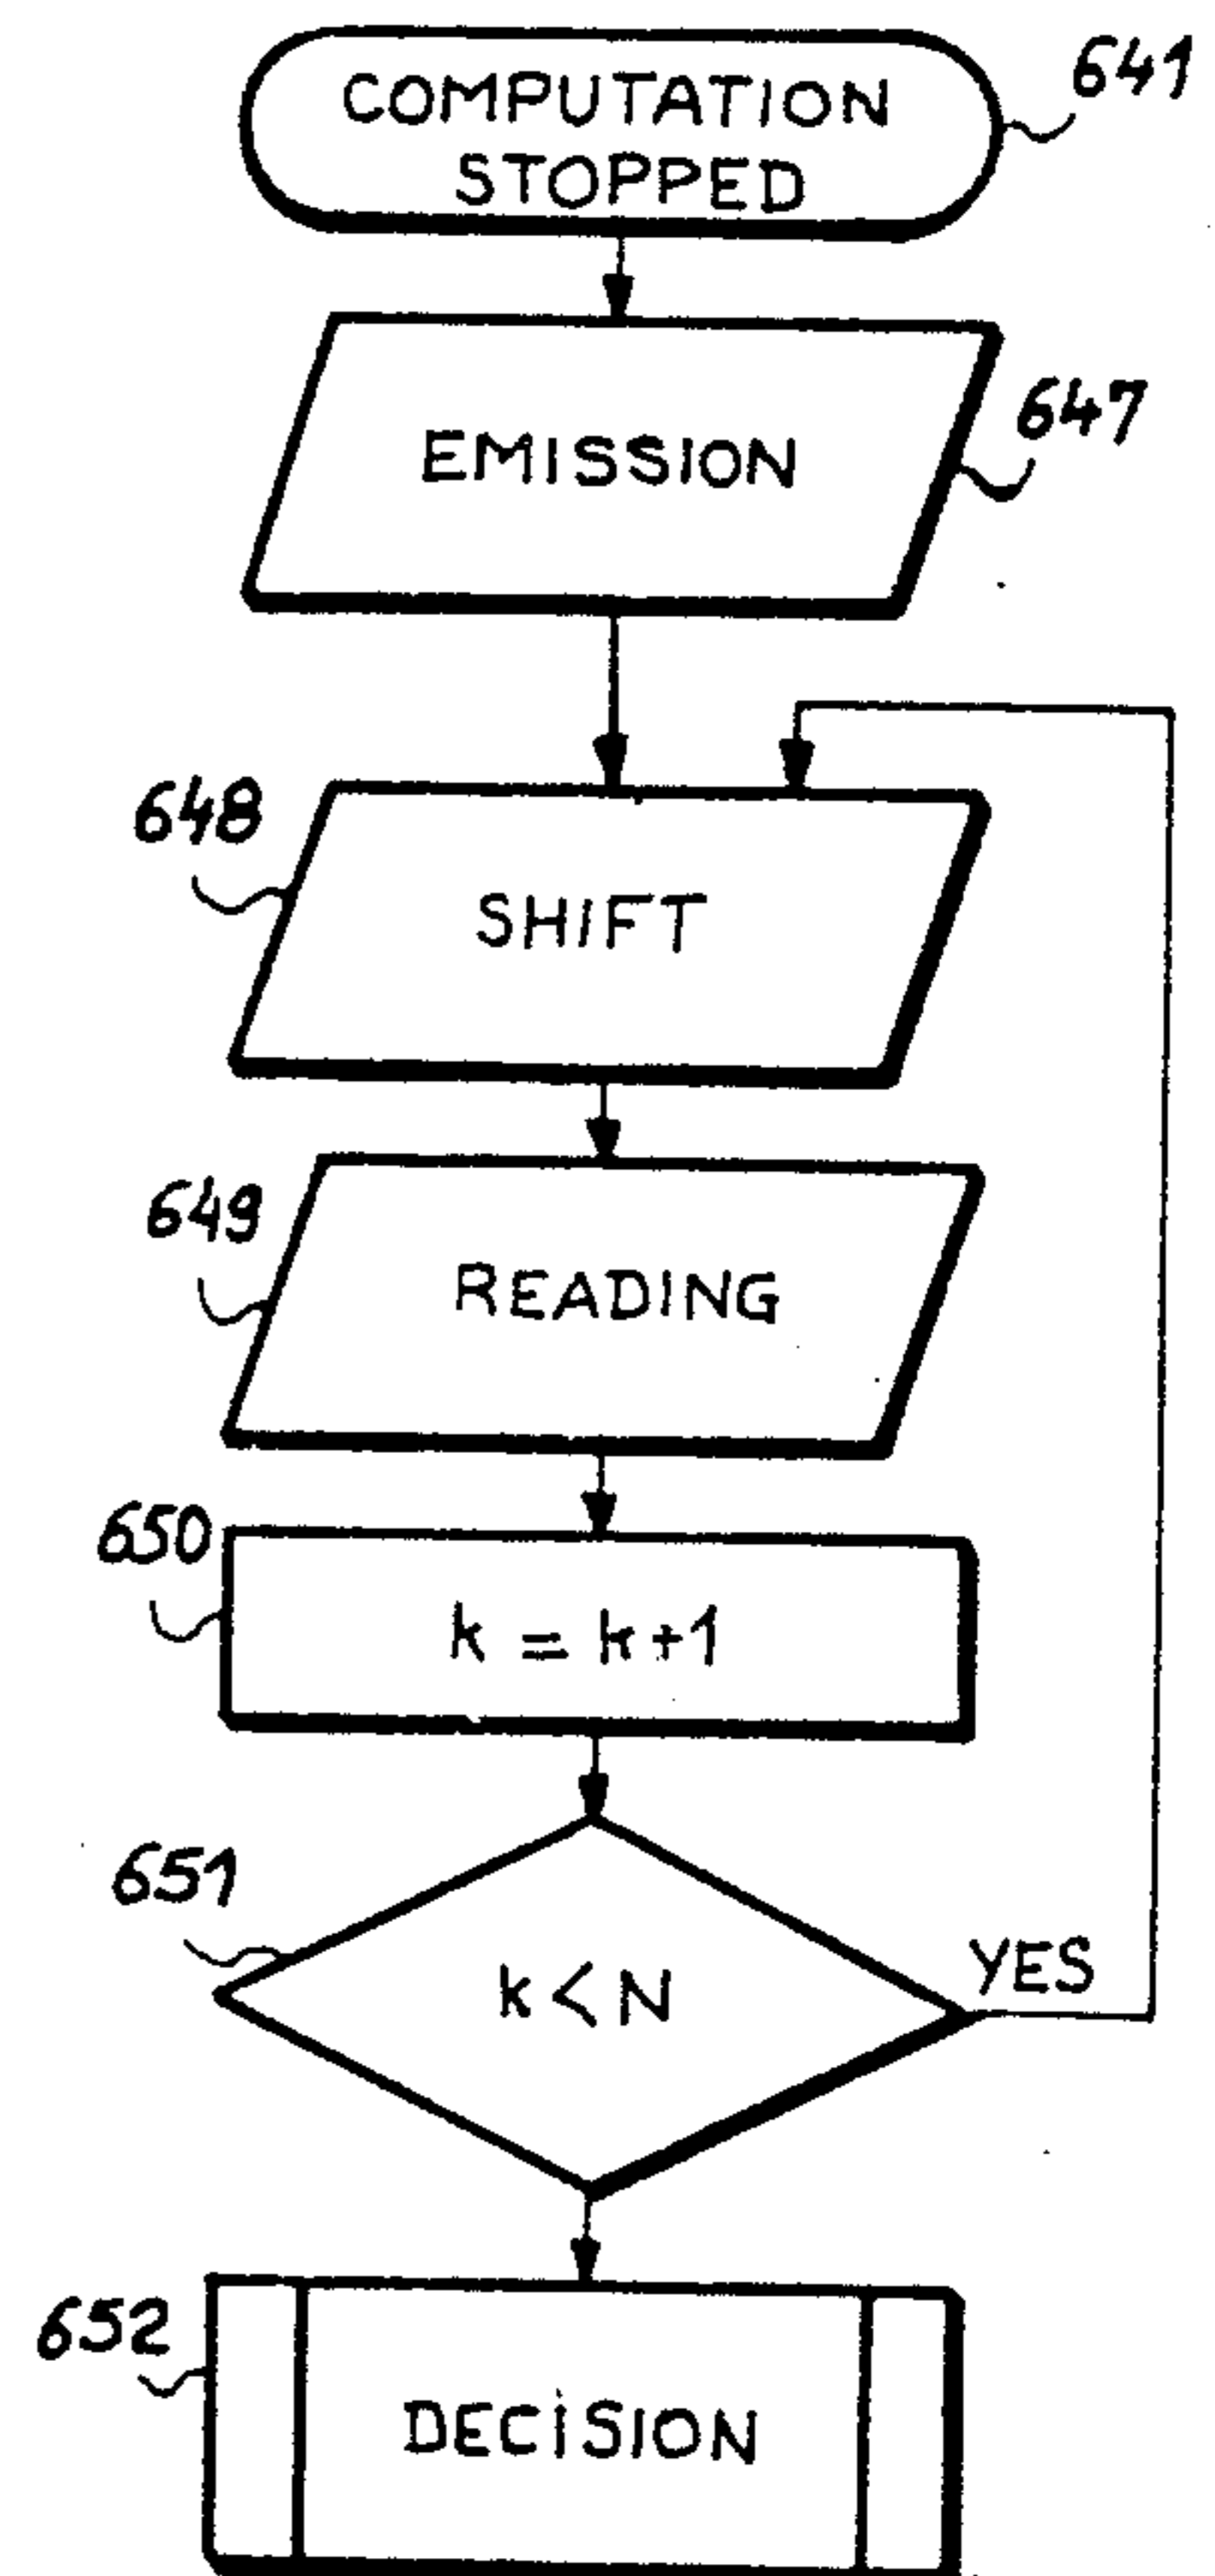 COMPUTATION
STOPPED
641
EMISSION
647
648
SHIFT
649
READING
650
k = k+1
651
k < N
YES
652
DECISION